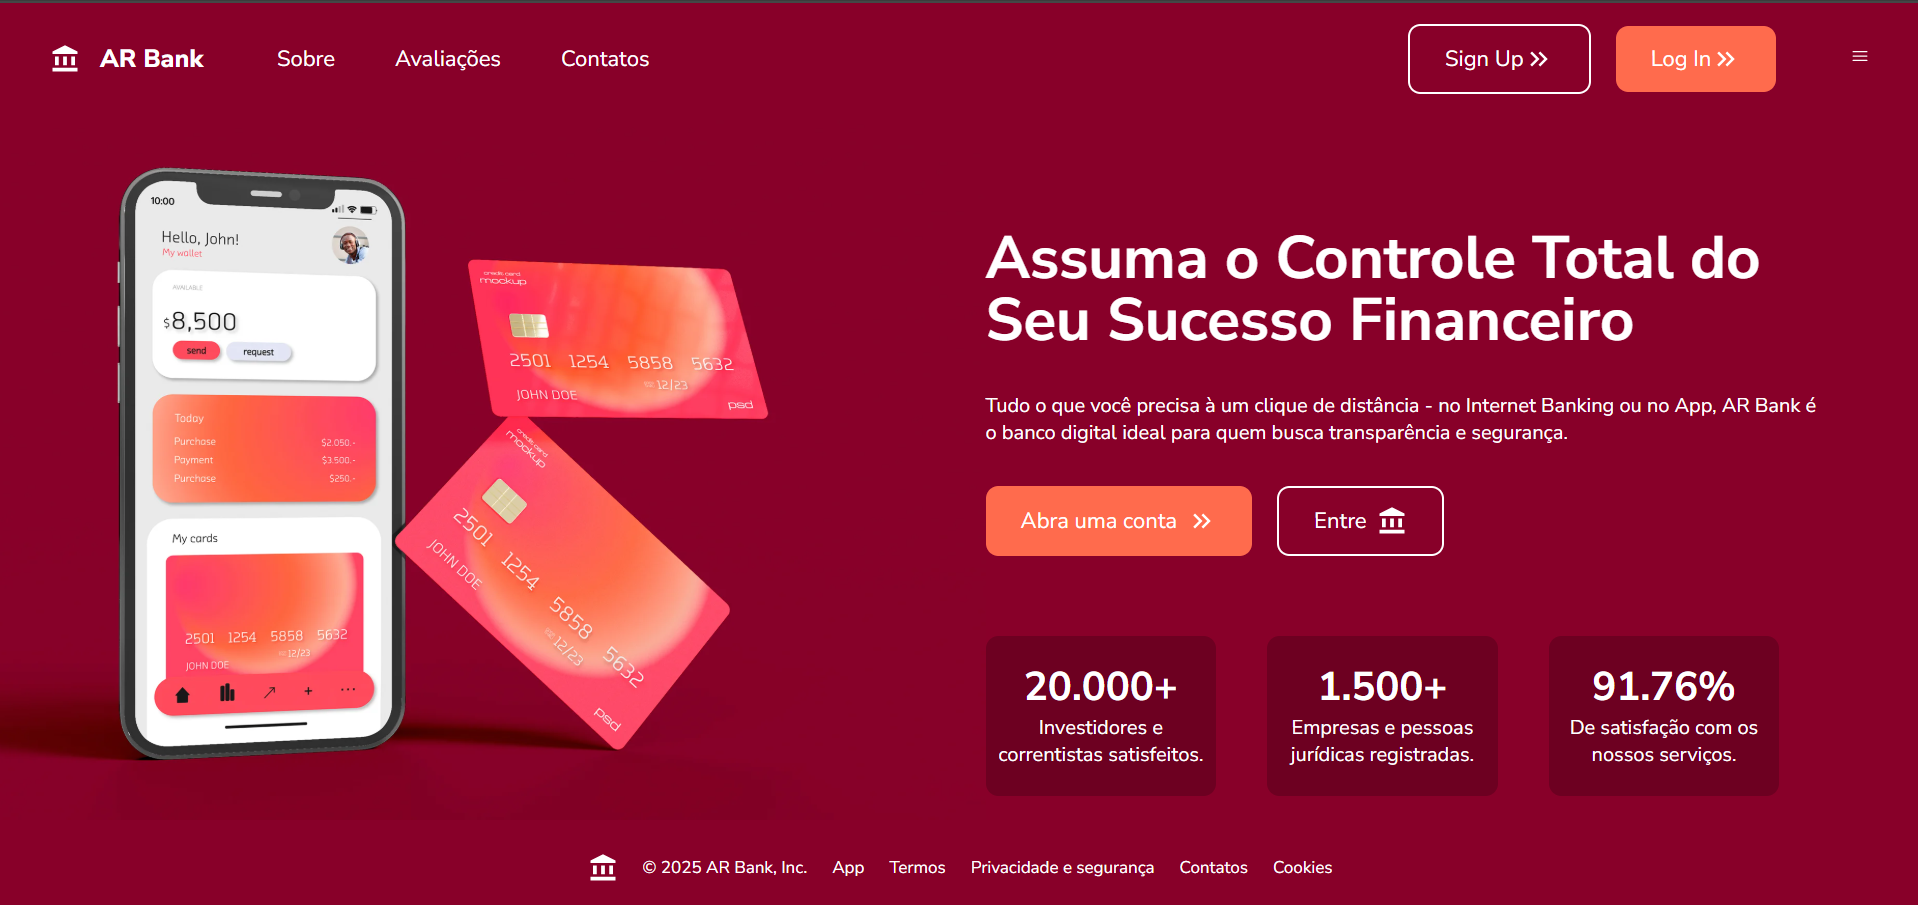 AR Bank
Sobre
Avaliações
Contatos
Sign Up
Log In
10:00
Hello, John!
My wallet
AVAILABLE
$8,500
send
request
Today
Purchase $2.050.-
Payment $3.500.-
Purchase $250.-
My cards
2501 1254 5858 5632
12/23
JOHN DOE
credit card
mockup
2501 1254 5858 5632
12/23
JOHN DOE
psd
credit card
mockup
2501 1254 5858 5632
12/23
JOHN DOE
psd
Assuma o Controle Total do
Seu Sucesso Financeiro
Tudo o que você precisa à um clique de distância - no Internet Banking ou no App, AR Bank é
o banco digital ideal para quem busca transparência e segurança.
Abra uma conta
Entre
20.000+
Investidores e
correntistas satisfeitos.
1.500+
Empresas e pessoas
jurídicas registradas.
91.76%
De satisfação com os
nossos serviços.
© 2025 AR Bank, Inc.
App
Termos
Privacidade e segurança
Contatos
Cookies